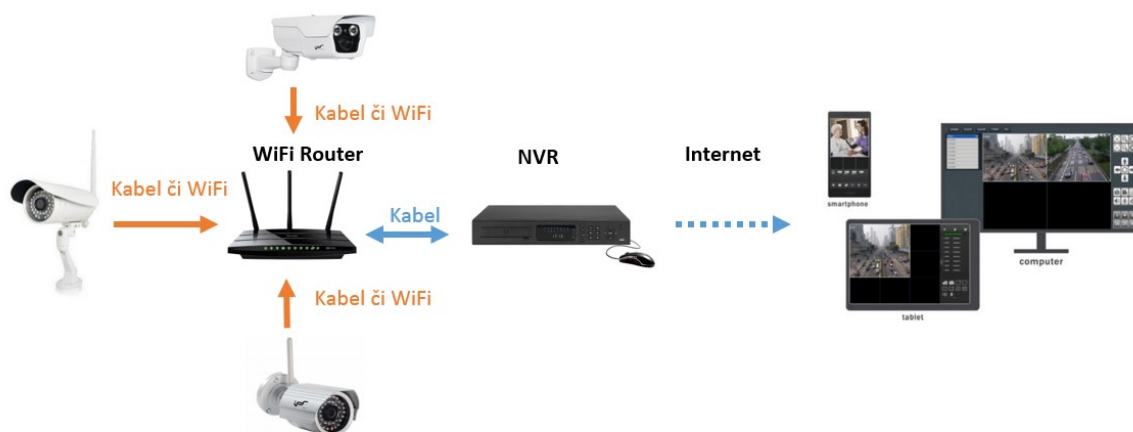 Kabel či WiFi
WiFi Router
NVR
Internet
Kabel či WiFi
Kabel
smartphone
computer
Kabel či WiFi
tablet